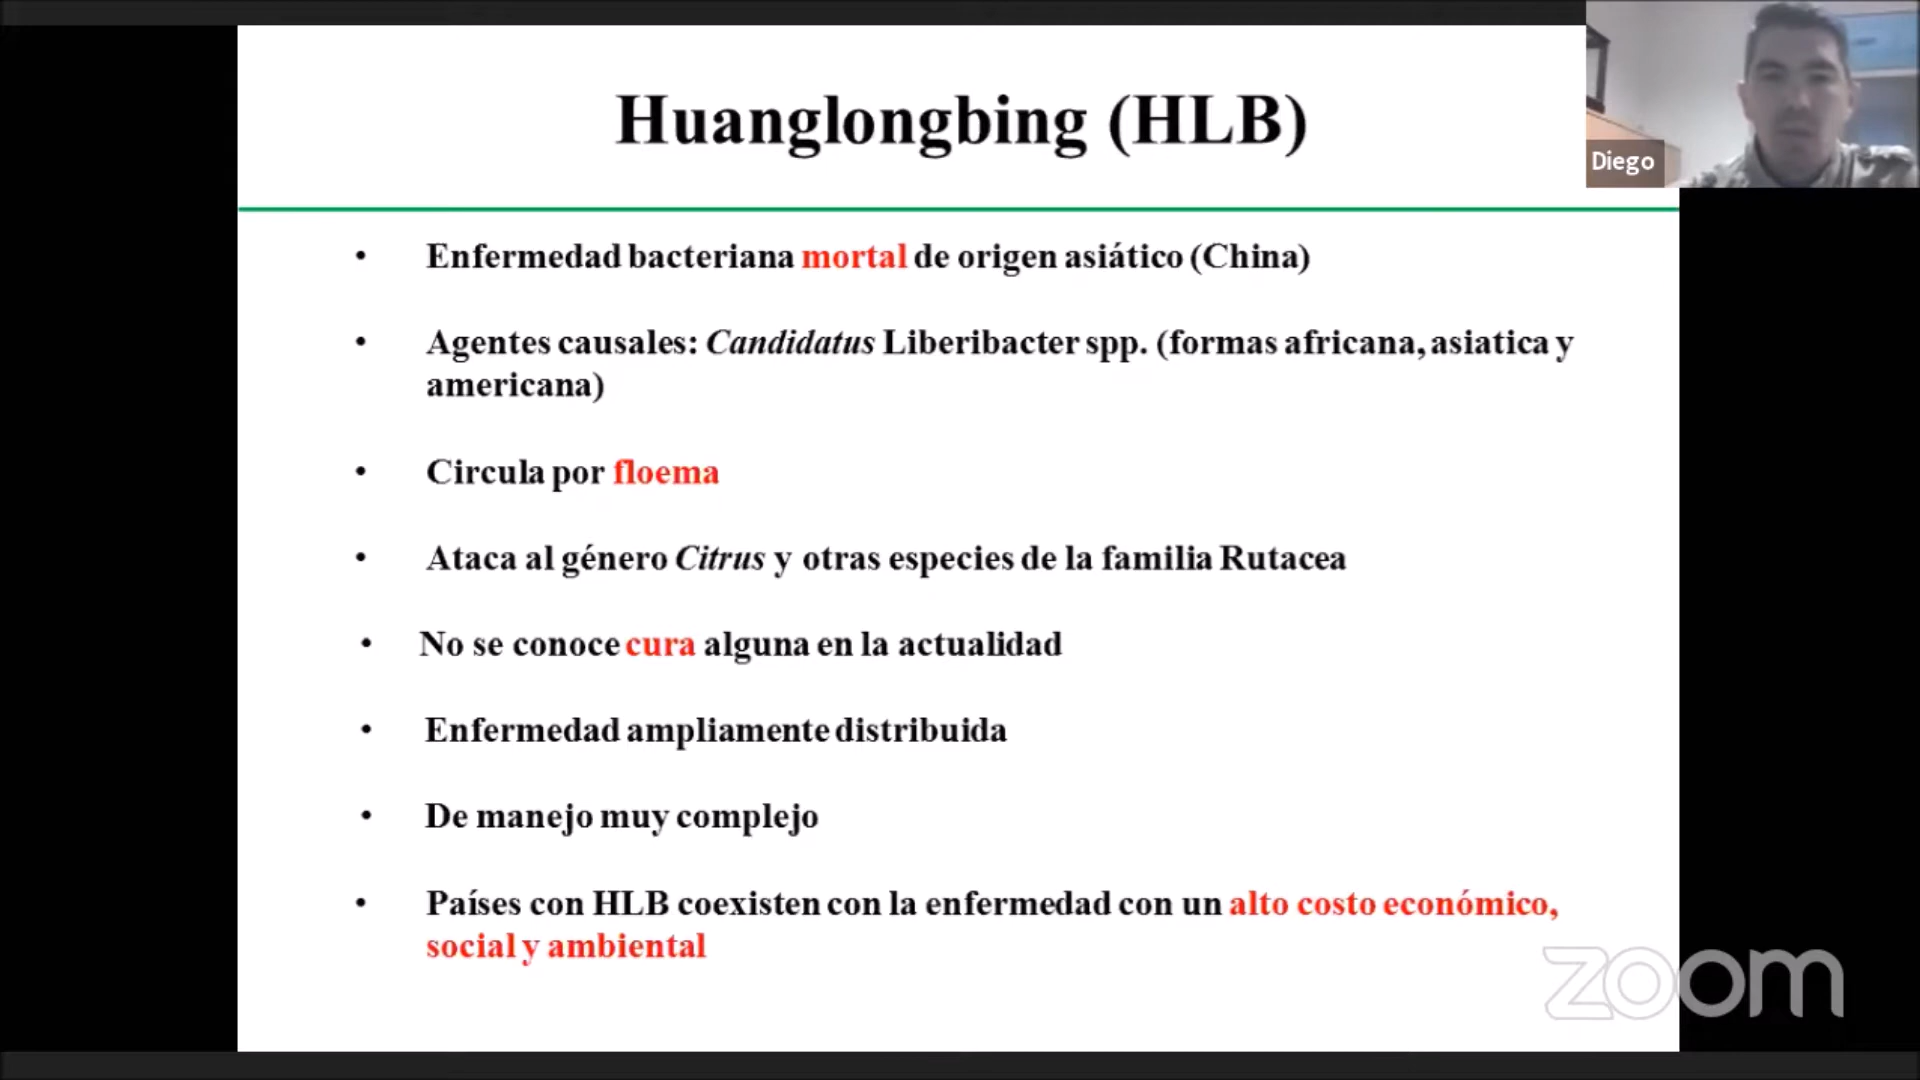 Huanglongbing (HLB)
Diego
• Enfermedad bacteriana mortal de origen asiático (China)
• Agentes causales: Candidatus Liberibacter spp. (formas africana, asiatica y
americana)
• Circula por floema
• Ataca al género Citrus y otras especies de la familia Rutacea
• No se conoce cura alguna en la actualidad
• Enfermedad ampliamente distribuida
• De manejo muy complejo
• Países con HLB coexisten con la enfermedad con un alto costo económico,
social y ambiental
zoom